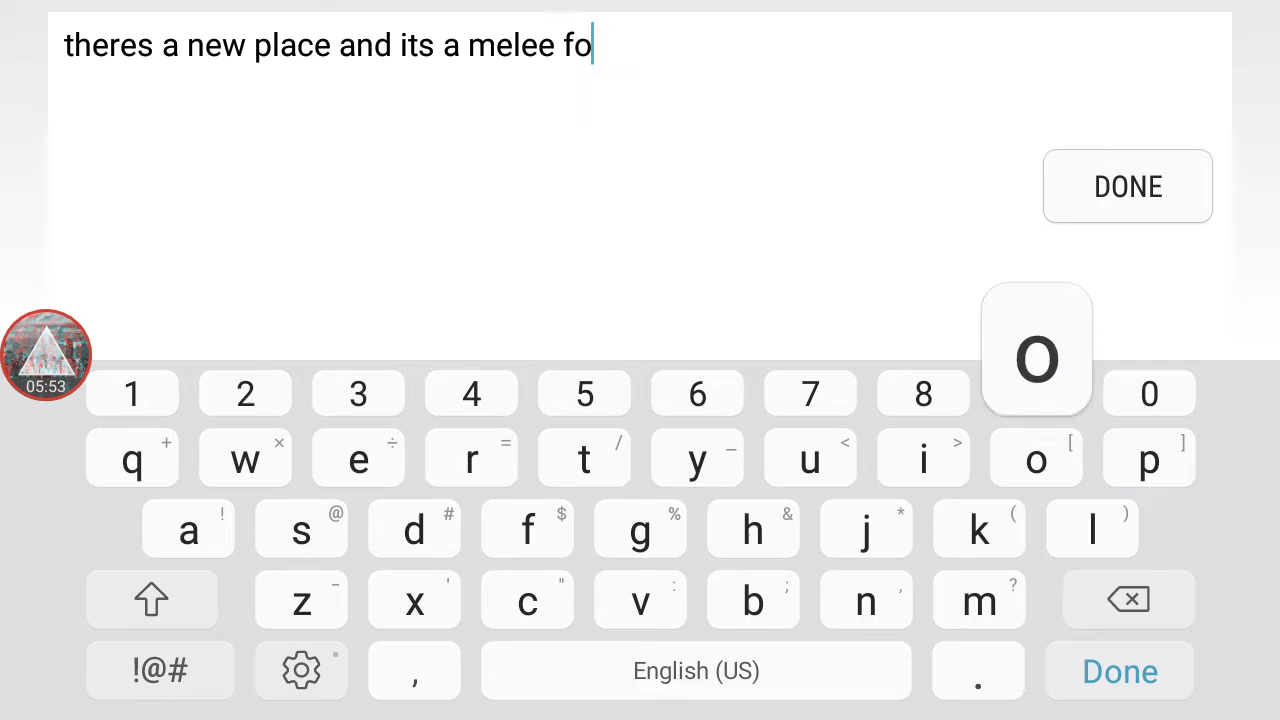 theres a new place and its a melee fo
DONE
O
05:53
1 2 3 4 5 6 7 8 0
q + w × e ÷ r = t / y _ u < i > o [ p ]
a ! s @ d # f $ g % h & j * k ( l )
z - x ' c " v : b ; n , m ?
!@# , English (US) . Done